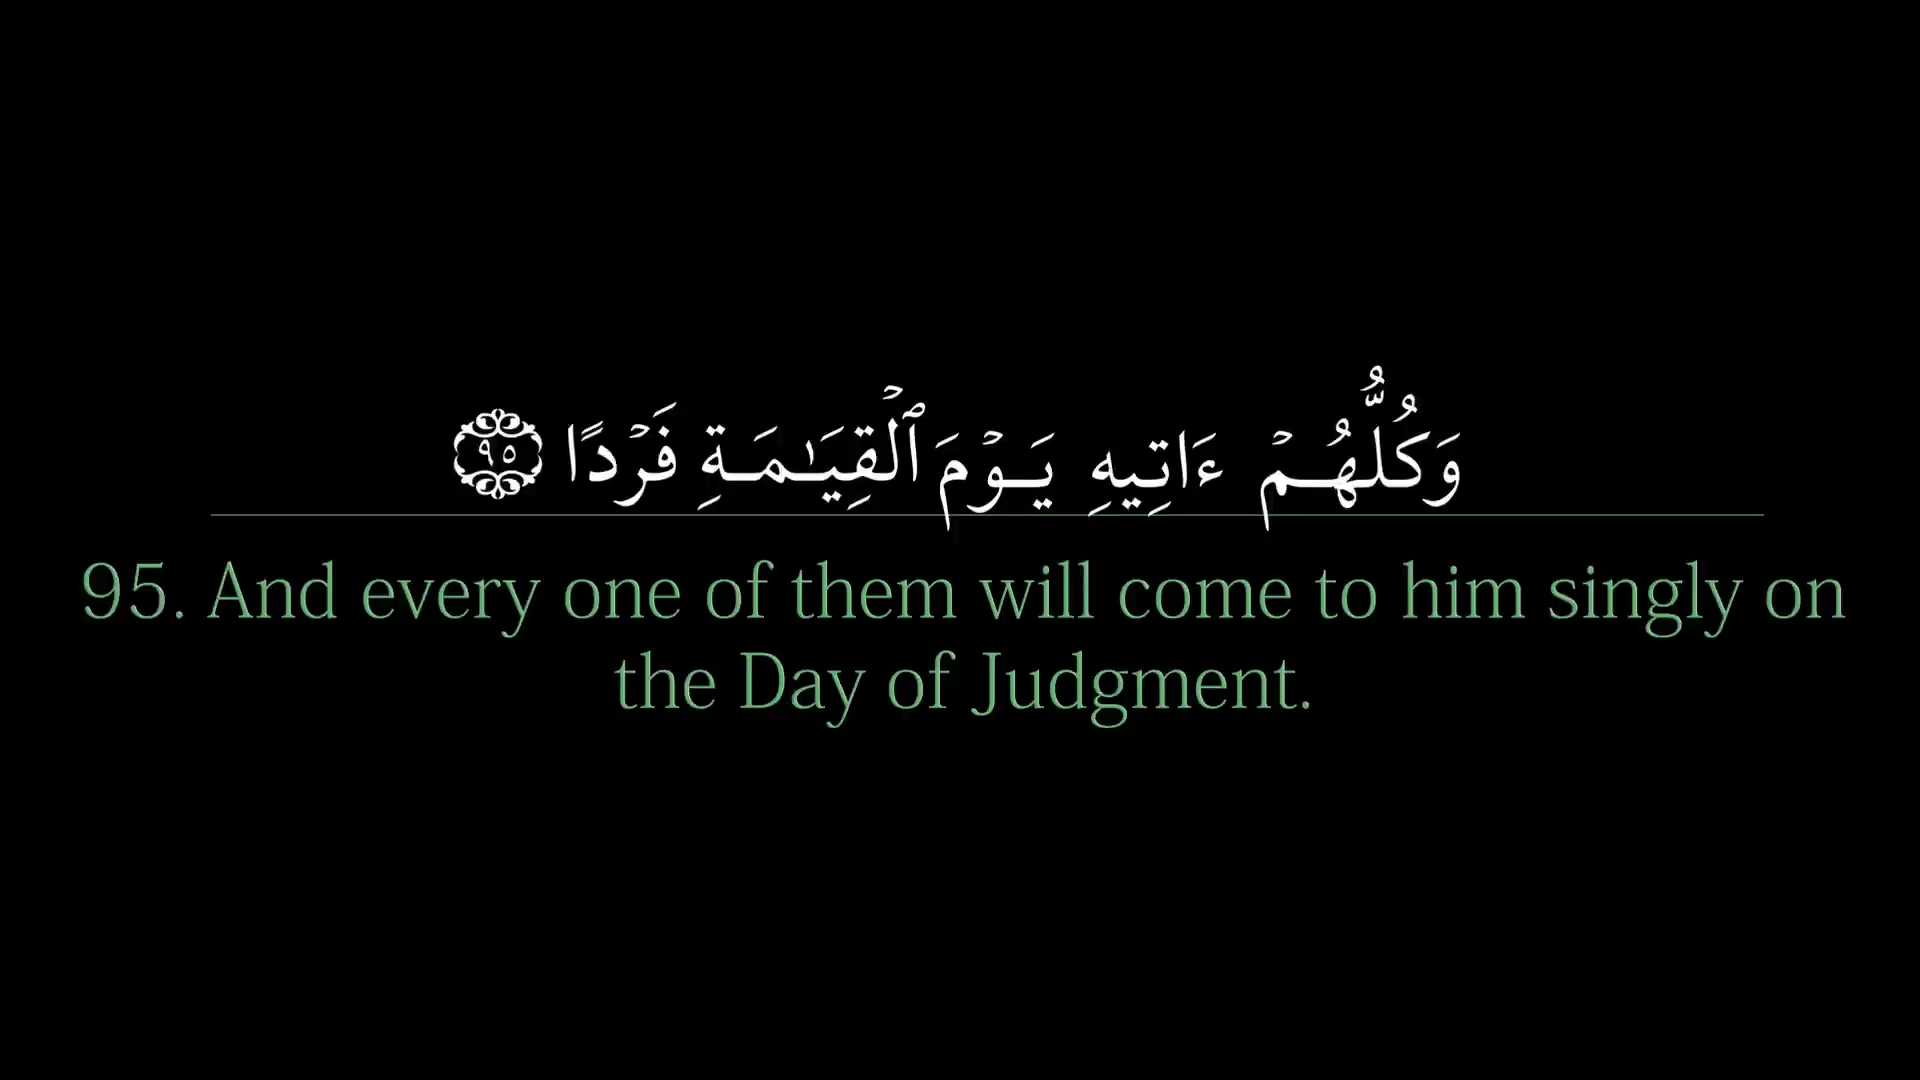 وَكُلُّهُمْ ءَاتِيهِ يَوْمَ ٱلْقِيَـٰمَةِ فَرْدًا ٩٥
95. And every one of them will come to him singly on
the Day of Judgment.